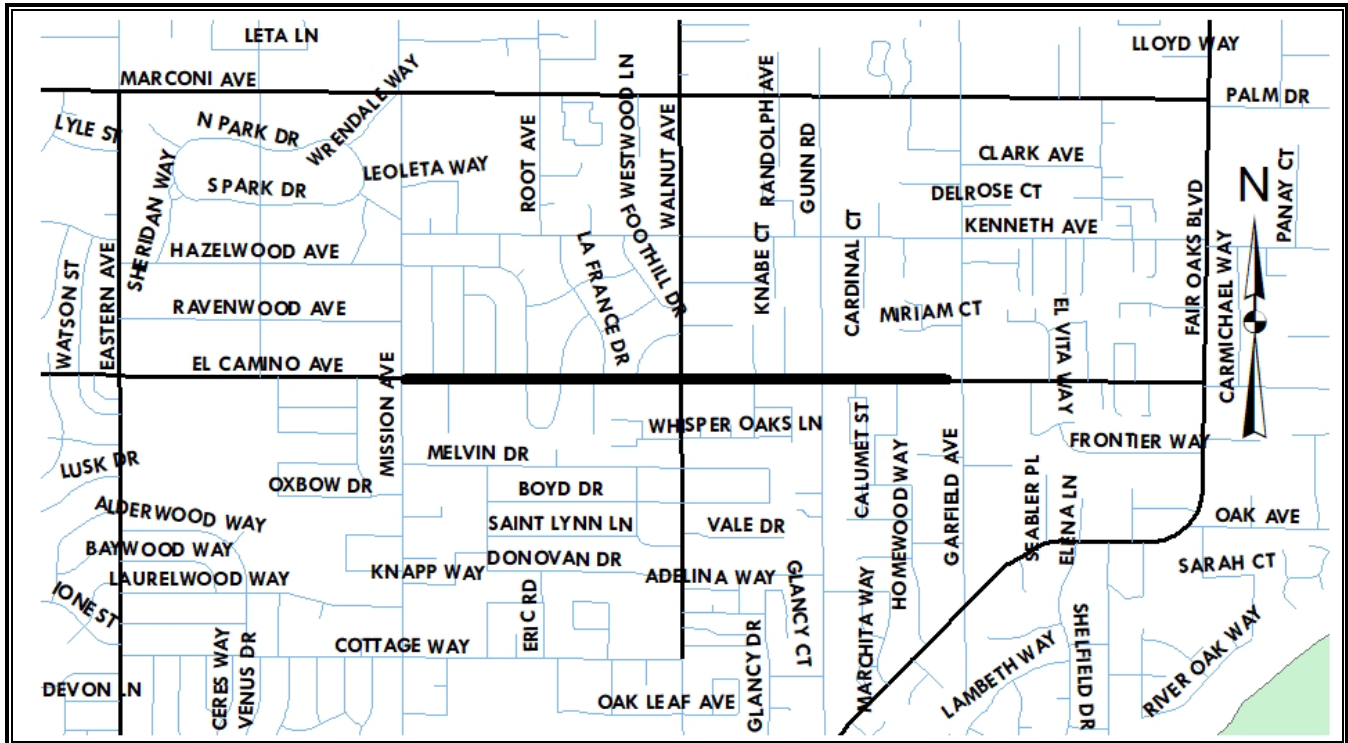 LETA LN
LLOYD WAY
MARCONI AVE
PALM DR
LYLE ST
N PARK DR
WRENDALE WAY
WESTWOOD LN
RANDOLPH AVE
LEOLETA WAY
ROOT AVE
WALNUT AVE
GUNN RD
CLARK AVE
S PARK DR
DELROSE CT
N
PANAY CT
SHERIDAN WAY
HAZELWOOD AVE
FOOTHILL DR
LA FRANCE DR
KNABE CT
CARDINAL CT
KENNETH AVE
FAIR OAKS BLVD
CARMICHAEL WAY
WATSON ST
EASTERN AVE
RAVENWOOD AVE
MIRIAM CT
EL VITA WAY
EL CAMINO AVE
MISSION AVE
WHISPER OAKS LN
CALUMET ST
FRONTIER WAY
LUSK DR
MELVIN DR
HOMEWOOD WAY
GARFIELD AVE
SEABLER PL
ELENA LN
OXBOW DR
BOYD DR
ALDERWOOD WAY
SAINT LYNN LN
VALE DR
OAK AVE
BAYWOOD WAY
DONOVAN DR
SARAH CT
LAURELWOOD WAY
KNAPP WAY
ADELINA WAY
GLANCY CT
IONE ST
ERIC RD
MARCHITA WAY
SHELFIELD DR
COTTAGE WAY
CERES WAY
VENUS DR
GLANCY DR
LAMBETH WAY
RIVER OAK WAY
DEVON LN
OAK LEAF AVE